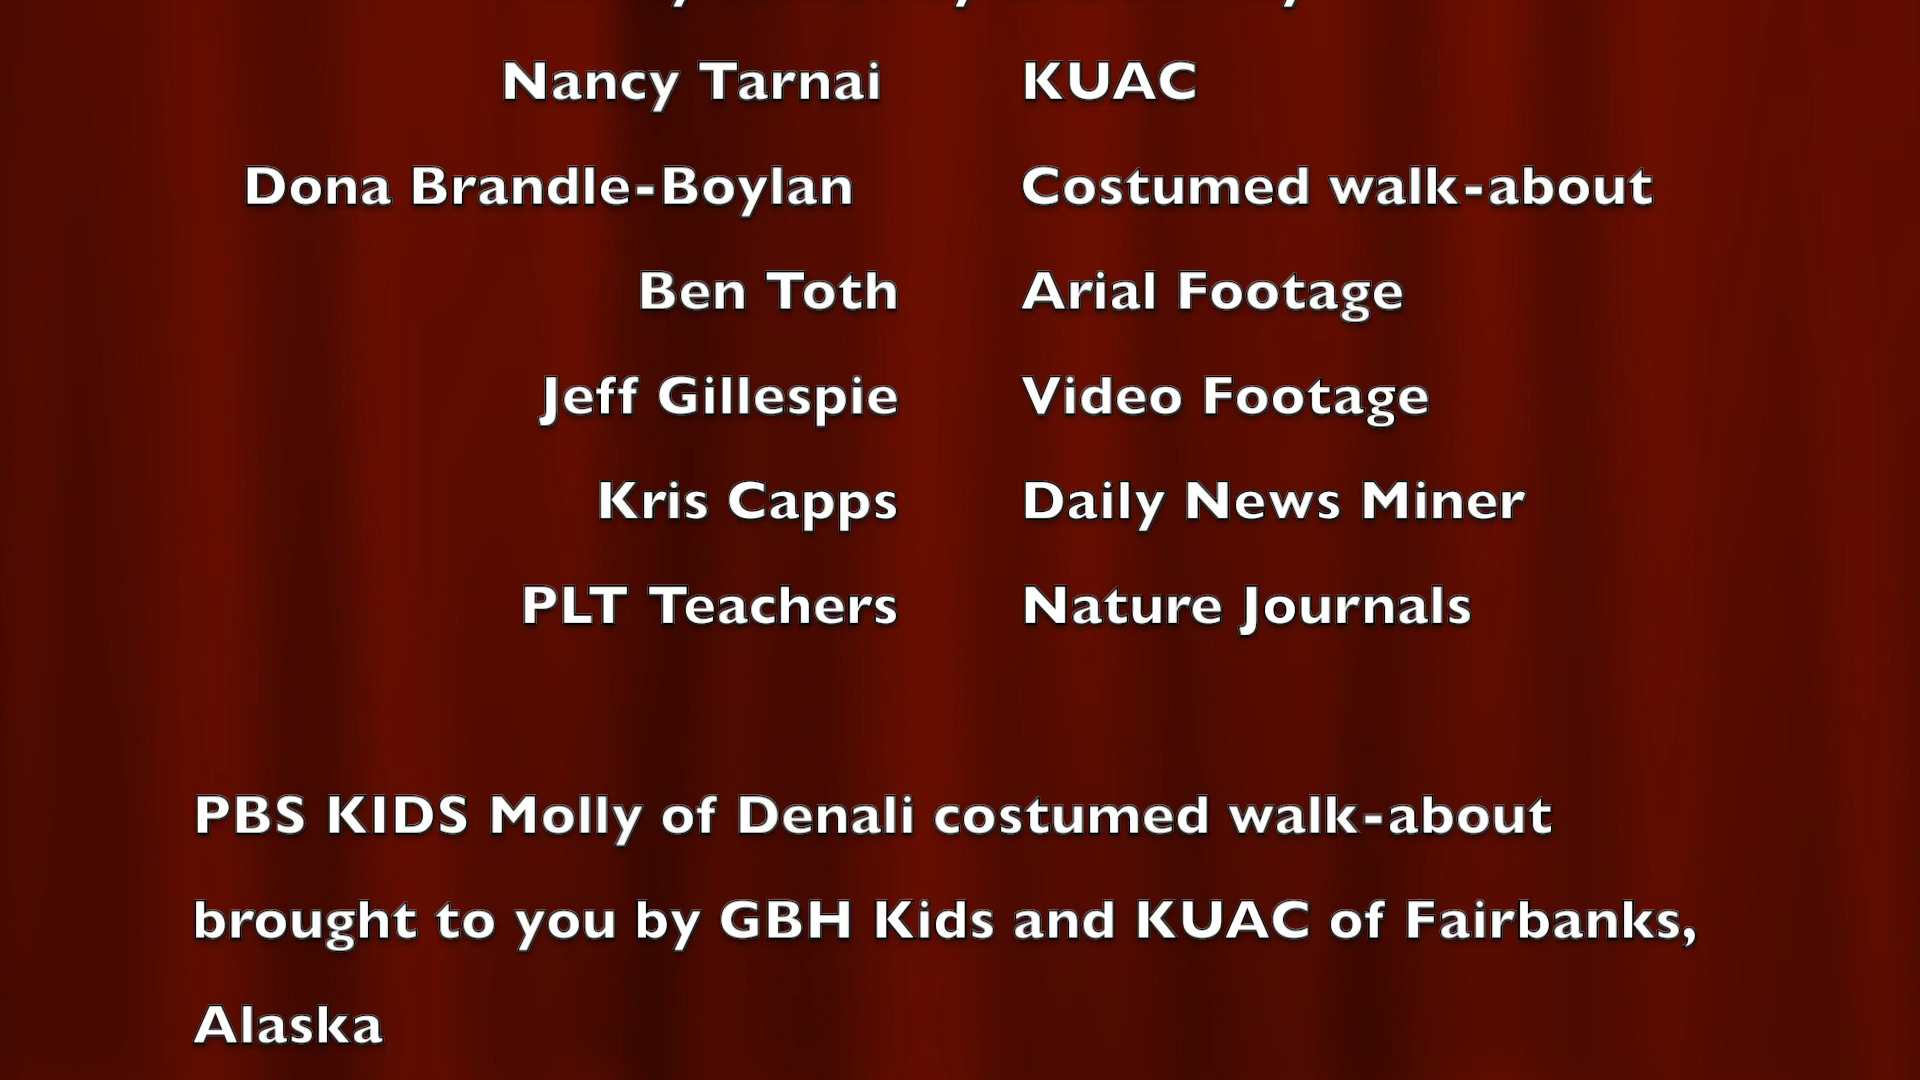 Nancy Tarnai KUAC
Dona Brandle-Boylan Costumed walk-about
Ben Toth Arial Footage
Jeff Gillespie Video Footage
Kris Capps Daily News Miner
PLT Teachers Nature Journals
PBS KIDS Molly of Denali costumed walk-about
brought to you by GBH Kids and KUAC of Fairbanks,
Alaska